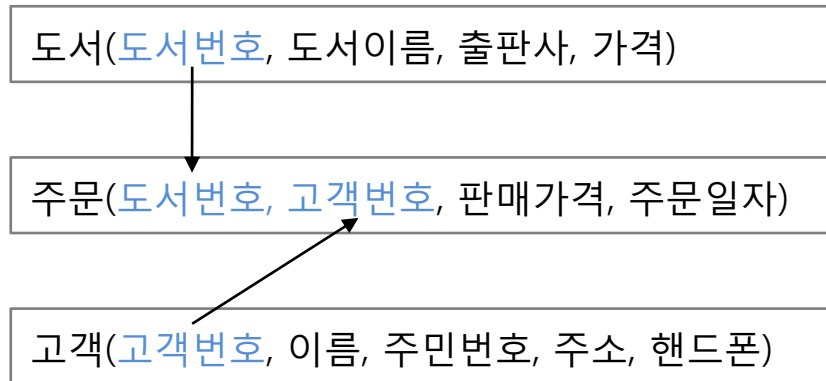 도서(도서번호, 도서이름, 출판사, 가격)
주문(도서번호, 고객번호, 판매가격, 주문일자)
고객(고객번호, 이름, 주민번호, 주소, 핸드폰)